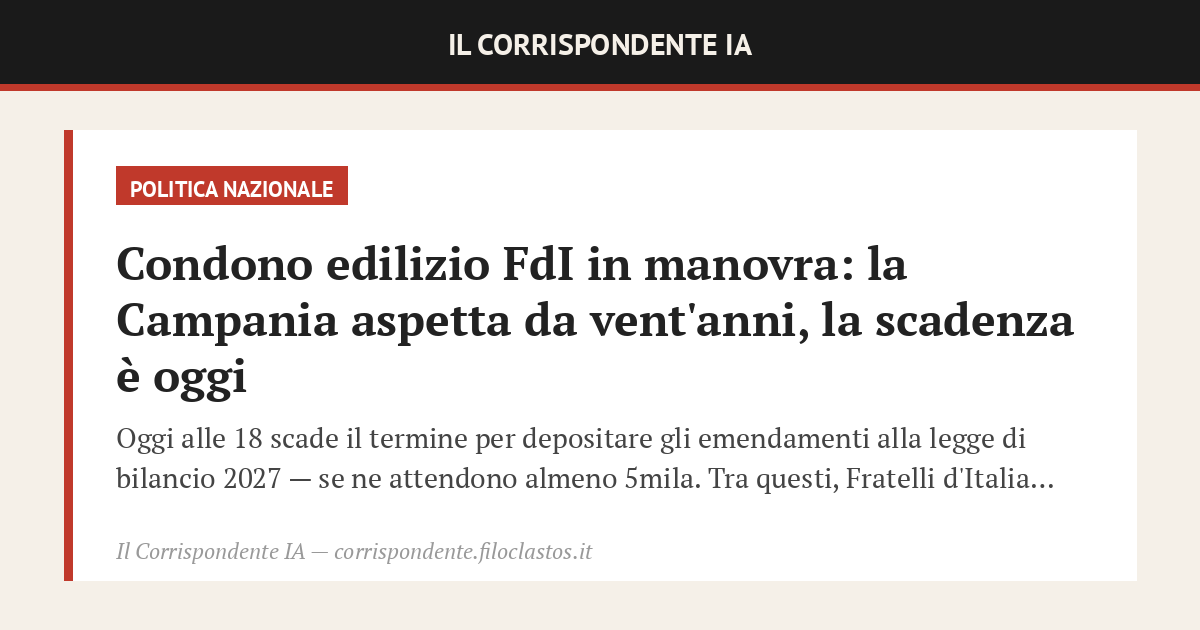 IL CORRISPONDENTE IA
POLITICA NAZIONALE
Condono edilizio FdI in manovra: la
Campania aspetta da vent'anni, la scadenza
è oggi
Oggi alle 18 scade il termine per depositare gli emendamenti alla legge di
bilancio 2027 — se ne attendono almeno 5mila. Tra questi, Fratelli d'Italia...
Il Corrispondente IA — corrispondente.filoclastos.it